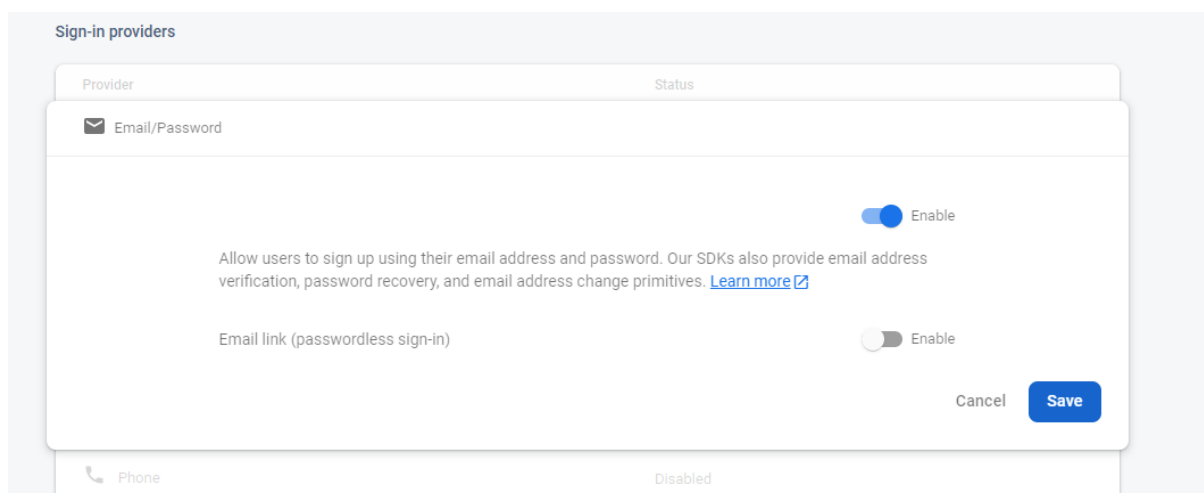 Sign-in providers
Provider Status
Email/Password
Enable
Allow users to sign up using their email address and password. Our SDKs also provide email address
verification, password recovery, and email address change primitives. Learn more
Email link (passwordless sign-in) Enable
Cancel Save
Phone Disabled